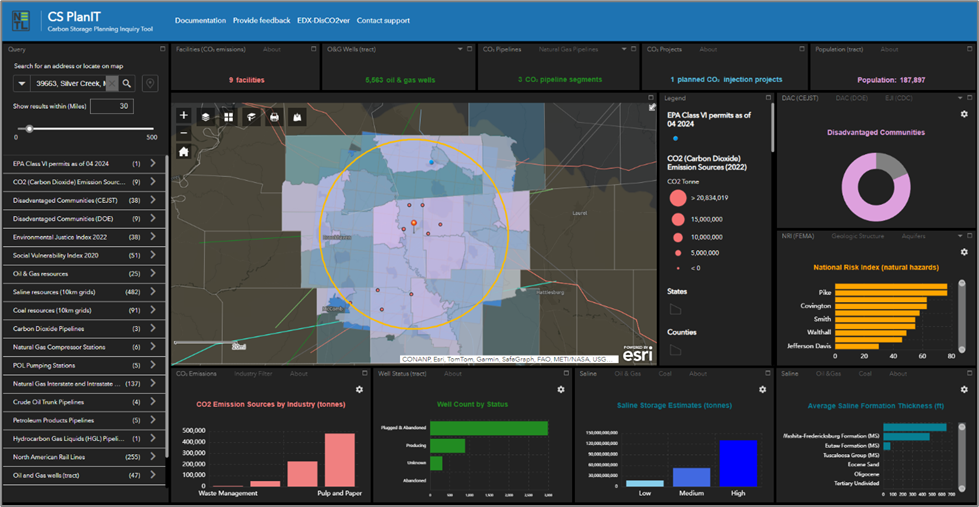 NETL
CS PlanIT
Carbon Storage Planning Inquiry Tool
Documentation Provide feedback EDX-DisCO2ver Contact support
Query
Search for an address or locate on map
39663, Silver Creek,
Show results within (Miles) 30
0 500
EPA Class VI permits as of 04 2024 (1)
CO2 (Carbon Dioxide) Emission Sourc... (9)
Disadvantaged Communities (CEJST) (38)
Disadvantaged Communities (DOE) (9)
Environmental Justice Index 2022 (38)
Social Vulnerability Index 2020 (51)
Oil & Gas resources (25)
Saline resources (10km grids) (482)
Coal resources (10km grids) (91)
Carbon Dioxide Pipelines (3)
Natural Gas Compressor Stations (6)
POL Pumping Stations (5)
Natural Gas Interstate and Intrastate ... (137)
Crude Oil Trunk Pipelines (4)
Petroleum Products Pipelines (5)
Hydrocarbon Gas Liquids (HGL) Pipeli... (1)
North American Rail Lines (255)
Oil and Gas wells (tract) (47)
Facilities (CO₂ emissions) About
9 facilities
O&G Wells (tract) About
5,563 oil & gas wells
CO₂ Pipelines Natural Gas Pipelines
3 CO₂ pipeline segments
CO₂ Projects About
1 planned CO₂ injection projects
Population (tract) About
Population: 187,897
Laurel
Hattiesburg
20mi
CONANP, Esri, TomTom, Garmin, SafeGraph, FAO, METI/NASA, USG...
POWERED BY
esri
Legend
EPA Class VI permits as of
04 2024
CO2 (Carbon Dioxide)
Emission Sources (2022)
CO2 Tonne
> 20,834,019
15,000,000
10,000,000
5,000,000
< 0
States
Counties
DAC (CEJST) DAC (DOE) EJI (CDC)
Disadvantaged Communities
NRI (FEMA) Geologic Structure Aquifers
National Risk Index (natural hazards)
Pike
Covington
Smith
Walthall
Jefferson Davis
0 20 40 60 80
CO₂ Emissions Industry Filter About
CO2 Emission Sources by Industry (tonnes)
500,000
400,000
300,000
200,000
100,000
0
Waste Management Pulp and Paper
Well Status (tract) About
Well Count by Status
Plugged & Abandoned
Producing
Unknown
Abandoned
0 500 1,000 1,500 2,000 2,500 3,000
Saline Oil & Gas Coal About
Saline Storage Estimates (tonnes)
150,000,000,000
120,000,000,000
90,000,000,000
60,000,000,000
30,000,000,000
0
Low Medium High
Saline Oil &Gas Coal About
Average Saline Formation Thickness (ft)
Washita-Fredericksburg Formation (MS)
Eutaw Formation (MS)
Tuscaloosa Group (MS)
Eocene Sand
Oligocene
Tertiary Undivided
0 100 200 300 400 500 600 700